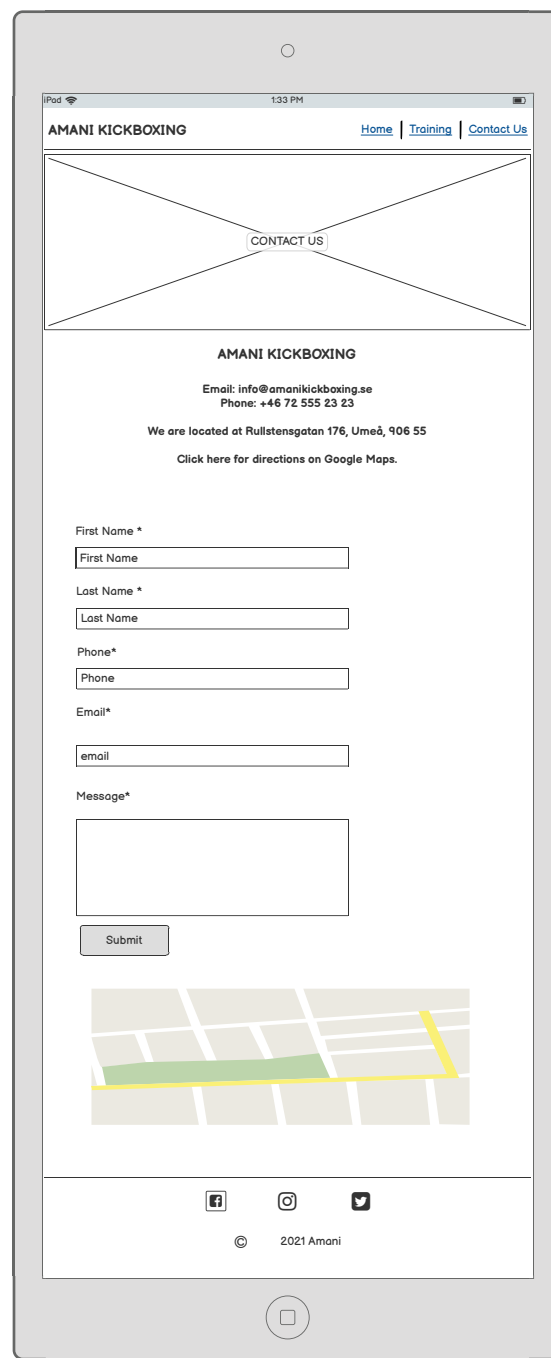 iPad 1:33 PM
AMANI KICKBOXING Home Training Contact Us
CONTACT US
AMANI KICKBOXING
Email: info@amanikickboxing.se
Phone: +46 72 555 23 23
We are located at Rullstensgatan 176, Umeå, 906 55
Click here for directions on Google Maps.
First Name *
First Name
Last Name *
Last Name
Phone*
Phone
Email*
email
Message*
Submit
© 2021 Amani